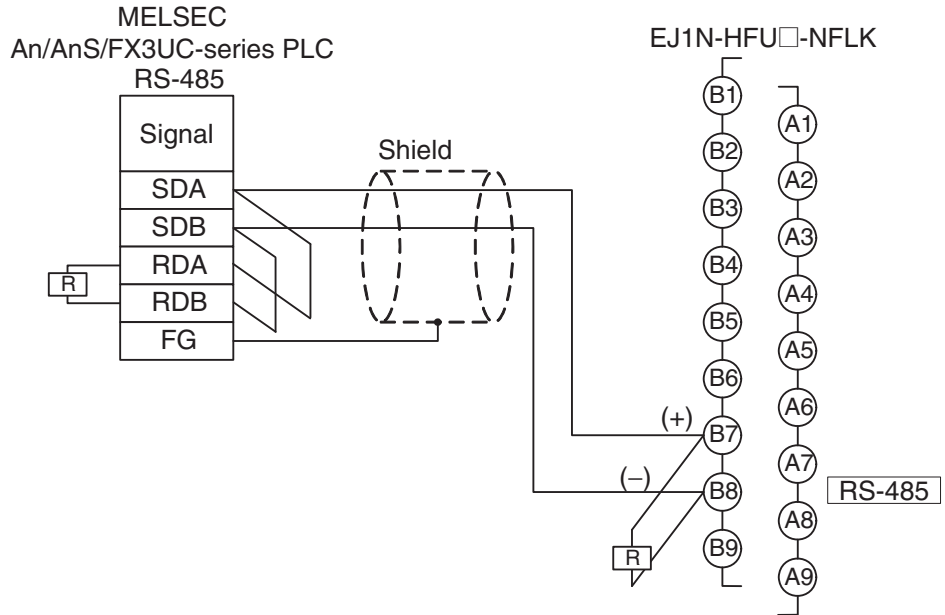 MELSEC
An/AnS/FX3UC-series PLC
RS-485
Signal
SDA
SDB
RDA
RDB
FG
R
Shield
EJ1N-HFU□-NFLK
B1
B2
B3
B4
B5
B6
B7
B8
B9
A1
A2
A3
A4
A5
A6
A7
A8
A9
(+)
(−)
R
RS-485